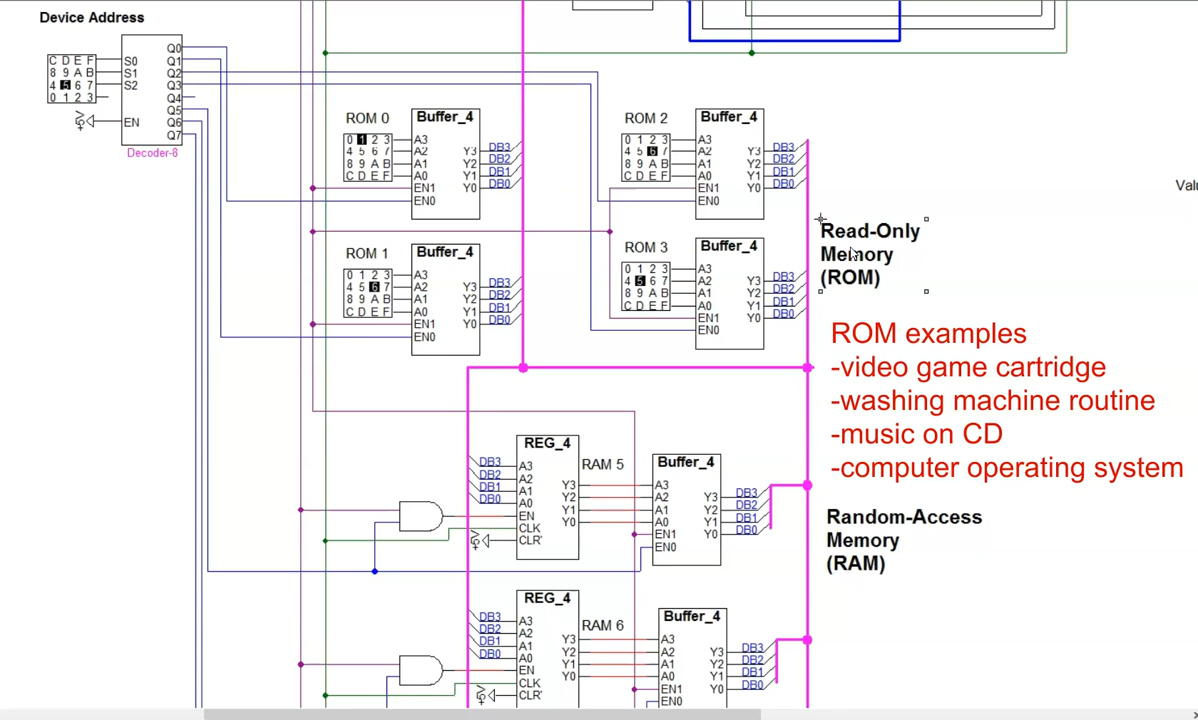 Device Address
C D E F
8 9 A B
4 5 6 7
0 1 2 3
S0
S1
S2
EN
Q0
Q1
Q2
Q3
Q4
Q5
Q6
Q7
Decoder-8
ROM 0
0 1 2 3
4 5 6 7
8 9 A B
C D E F
Buffer_4
A3
A2
A1
A0
EN1
EN0
Y3
Y2
Y1
Y0
DB3
DB2
DB1
DB0
ROM 2
0 1 2 3
4 5 6 7
8 9 A B
C D E F
Buffer_4
A3
A2
A1
A0
EN1
EN0
Y3
Y2
Y1
Y0
DB3
DB2
DB1
DB0
Valu
ROM 1
0 1 2 3
4 5 6 7
8 9 A B
C D E F
Buffer_4
A3
A2
A1
A0
EN1
EN0
Y3
Y2
Y1
Y0
DB3
DB2
DB1
DB0
ROM 3
0 1 2 3
4 5 6 7
8 9 A B
C D E F
Buffer_4
A3
A2
A1
A0
EN1
EN0
Y3
Y2
Y1
Y0
DB3
DB2
DB1
DB0
Read-Only
Memory
(ROM)
ROM examples
-video game cartridge
-washing machine routine
-music on CD
-computer operating system
REG_4
DB3
DB2
DB1
DB0
A3
A2
A1
A0
EN
CLK
CLR'
Y3
Y2
Y1
Y0
RAM 5
Buffer_4
A3
A2
A1
A0
EN1
EN0
Y3
Y2
Y1
Y0
DB3
DB2
DB1
DB0
Random-Access
Memory
(RAM)
REG_4
DB3
DB2
DB1
DB0
A3
A2
A1
A0
EN
CLK
CLR'
Y3
Y2
Y1
Y0
RAM 6
Buffer_4
A3
A2
A1
A0
EN1
EN0
Y3
Y2
Y1
Y0
DB3
DB2
DB1
DB0